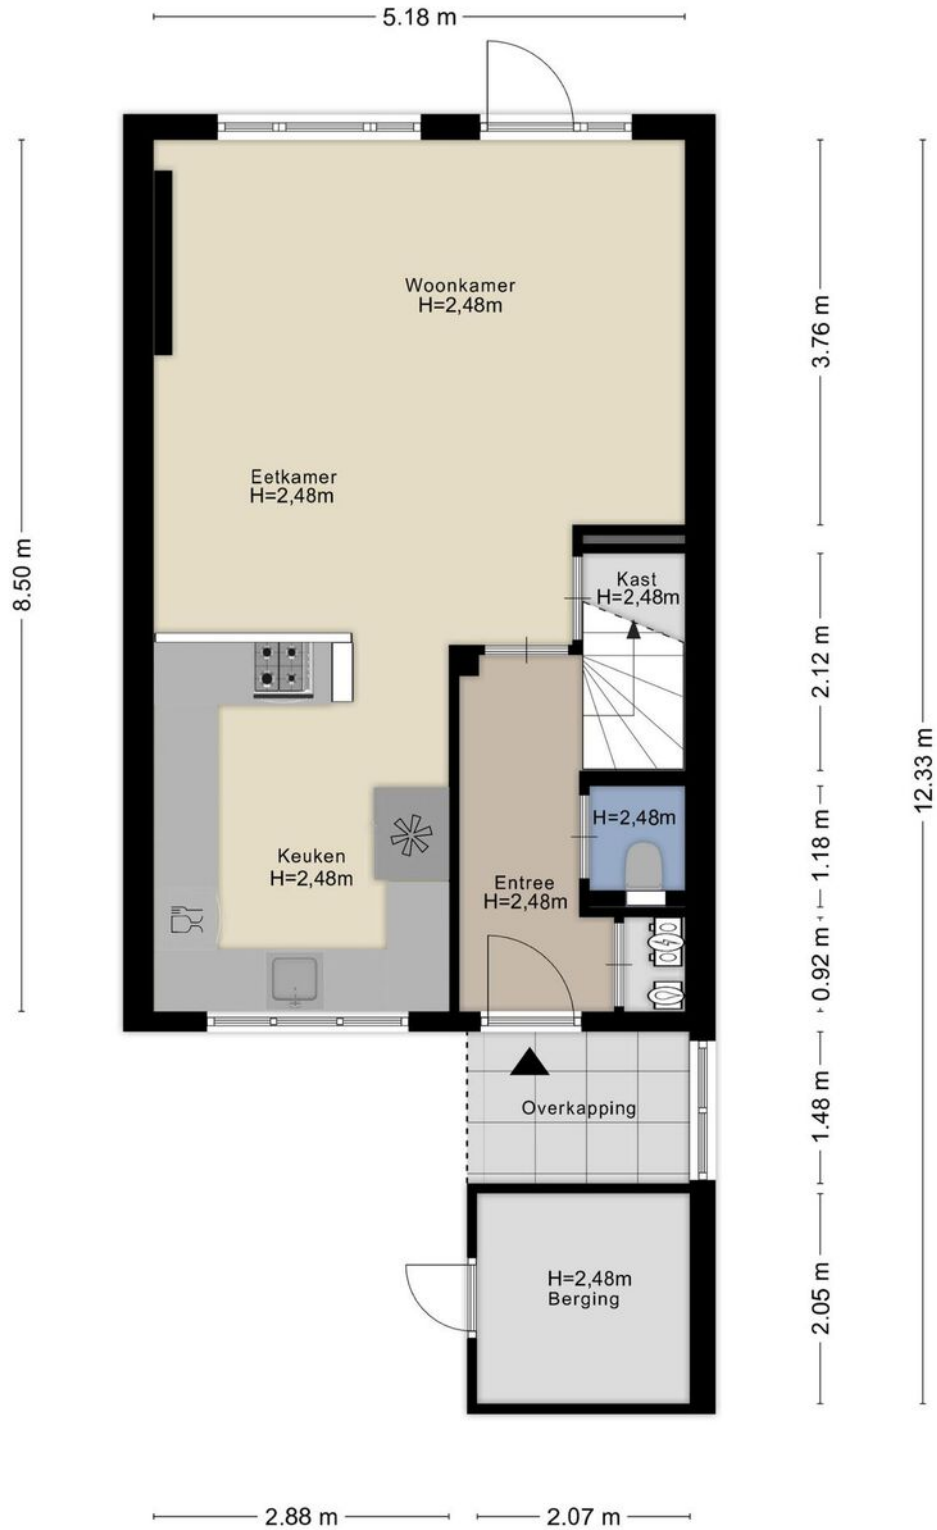 5.18 m
Woonkamer
H=2,48m
3.76 m
Eetkamer
H=2,48m
8.50 m
Kast
H=2,48m
2.12 m
12.33 m
H=2,48m
1.18 m
Keuken
H=2,48m
Entree
H=2,48m
0.92 m
Overkapping
1.48 m
H=2,48m
Berging
2.05 m
2.88 m
2.07 m